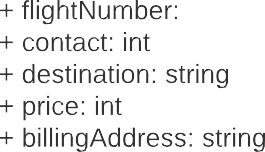 + flightNumber:
+ contact: int
+ destination: string
+ price: int
+ billingAddress: string